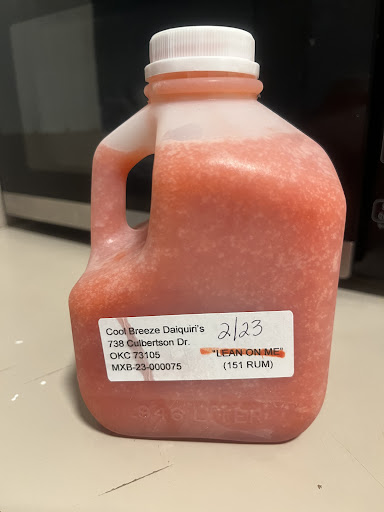 Cool Breeze Daiquiri's 2/23
738 Culbertson Dr.
OKC 73105 "LEAN ON ME"
MXB-23-000075 (151 RUM)